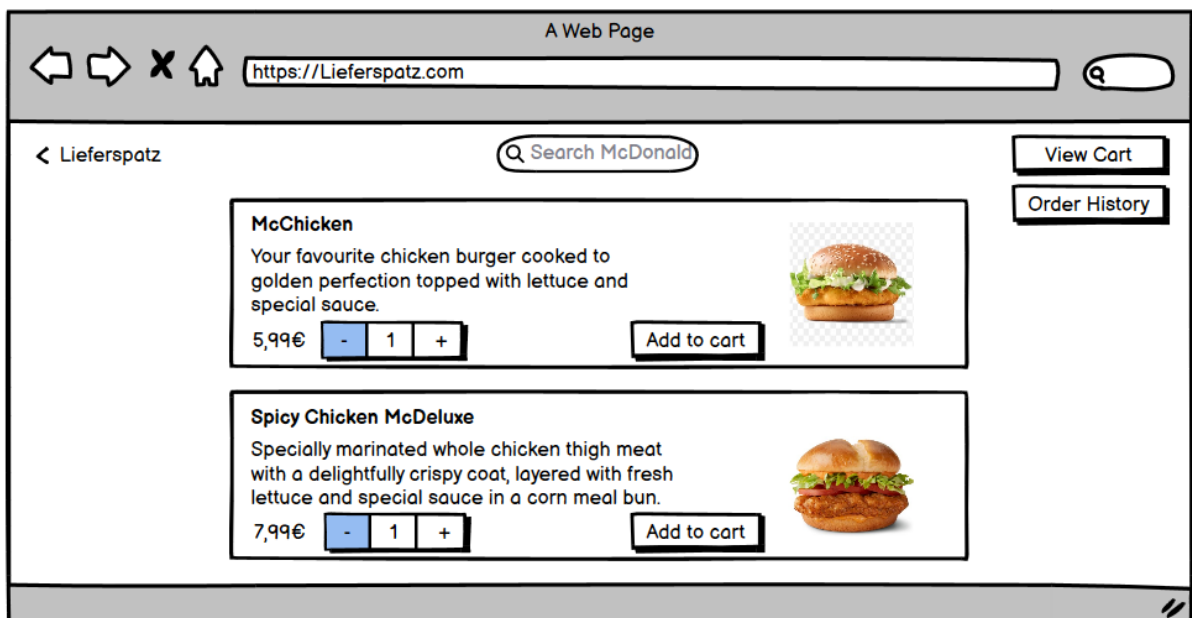 A Web Page
https://Lieferspatz.com
Lieferspatz
Search McDonald
View Cart
Order History
McChicken
Your favourite chicken burger cooked to
golden perfection topped with lettuce and
special sauce.
5,99€ - 1 + Add to cart
Spicy Chicken McDeluxe
Specially marinated whole chicken thigh meat
with a delightfully crispy coat, layered with fresh
lettuce and special sauce in a corn meal bun.
7,99€ - 1 + Add to cart